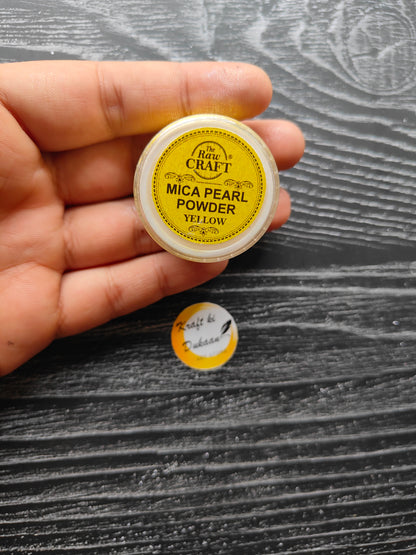 The
Raw®
CRAFT
MICA PEARL
POWDER
YELLOW
Kraft ki
Dukaan